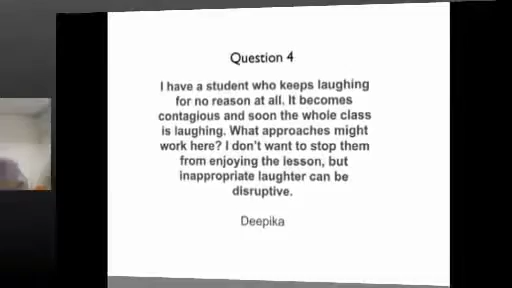 Question 4
I have a student who keeps laughing
for no reason at all. It becomes
contagious and soon the whole class
is laughing. What approaches might
work here? I don't want to stop them
from enjoying the lesson, but
inappropriate laughter can be
disruptive.
Deepika